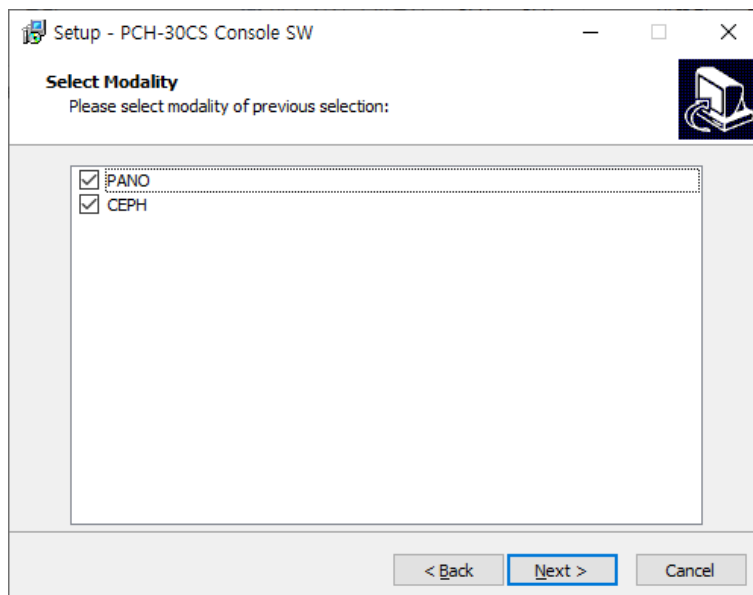 Setup - PCH-30CS Console SW
Select Modality
Please select modality of previous selection:
PANO
CEPH
< Back
Next >
Cancel